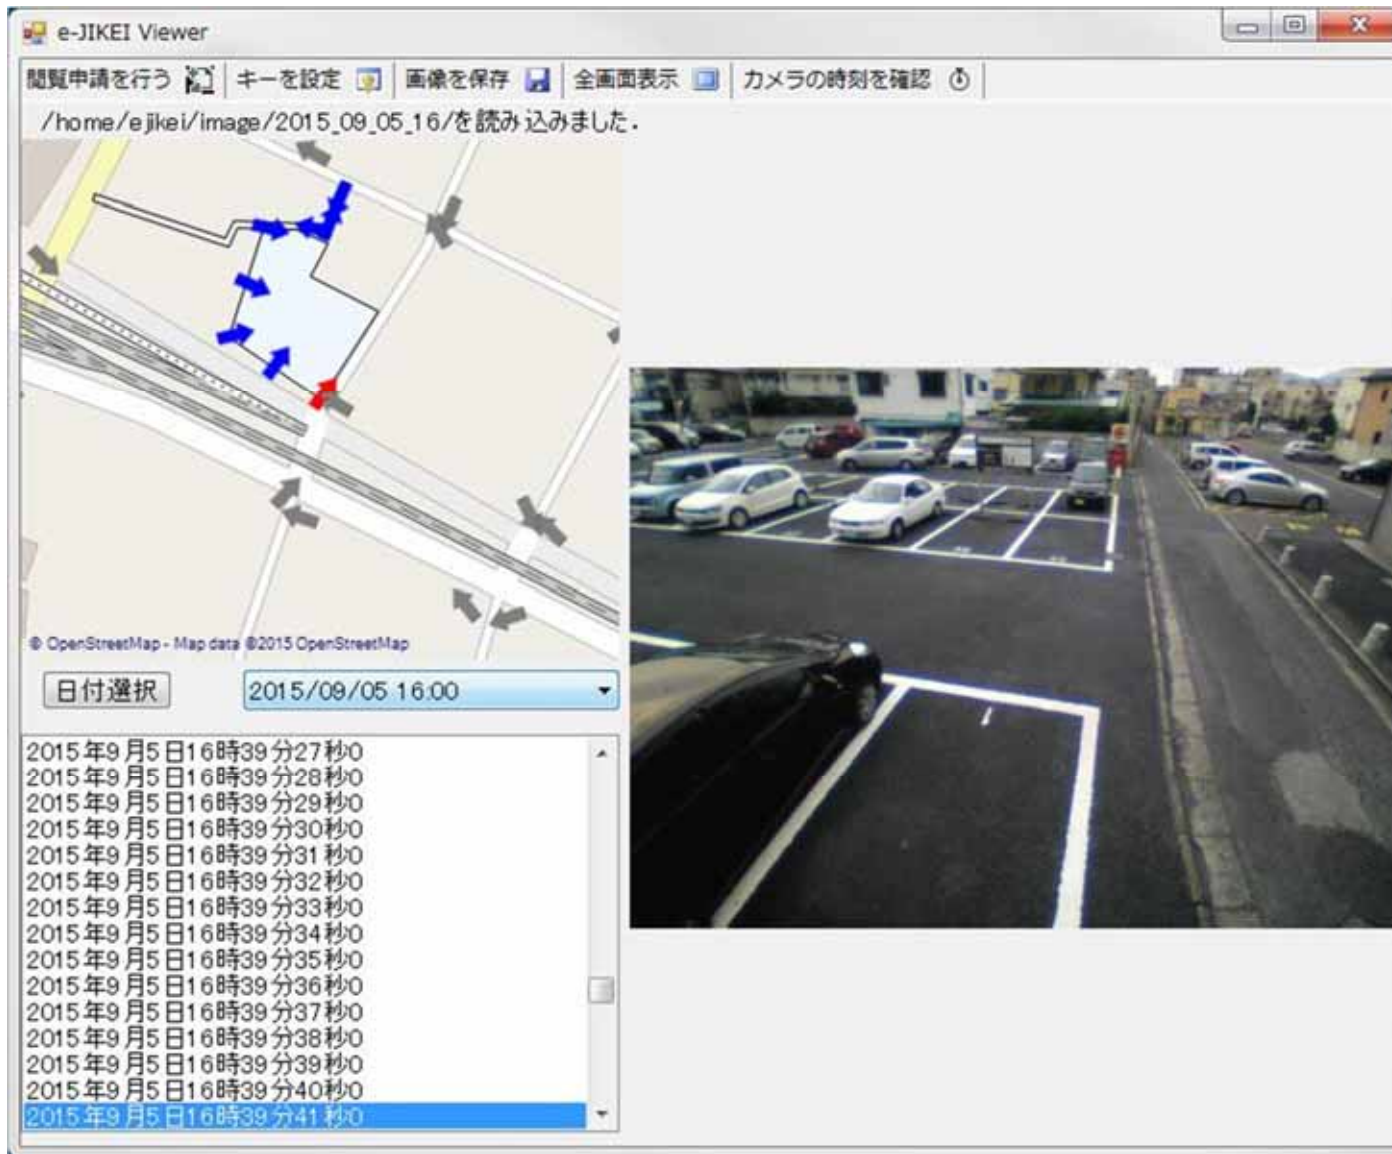 e-JIKEI Viewer
閲覧申請を行う キーを設定 画像を保存 全画面表示 カメラの時刻を確認
/home/ejikei/image/2015_09_05_16/を読み込みました.
© OpenStreetMap - Map data ©2015 OpenStreetMap
日付選択 2015/09/05 16:00
2015年9月5日16時39分27秒0
2015年9月5日16時39分28秒0
2015年9月5日16時39分29秒0
2015年9月5日16時39分30秒0
2015年9月5日16時39分31秒0
2015年9月5日16時39分32秒0
2015年9月5日16時39分33秒0
2015年9月5日16時39分34秒0
2015年9月5日16時39分35秒0
2015年9月5日16時39分36秒0
2015年9月5日16時39分37秒0
2015年9月5日16時39分38秒0
2015年9月5日16時39分39秒0
2015年9月5日16時39分40秒0
2015年9月5日16時39分41秒0